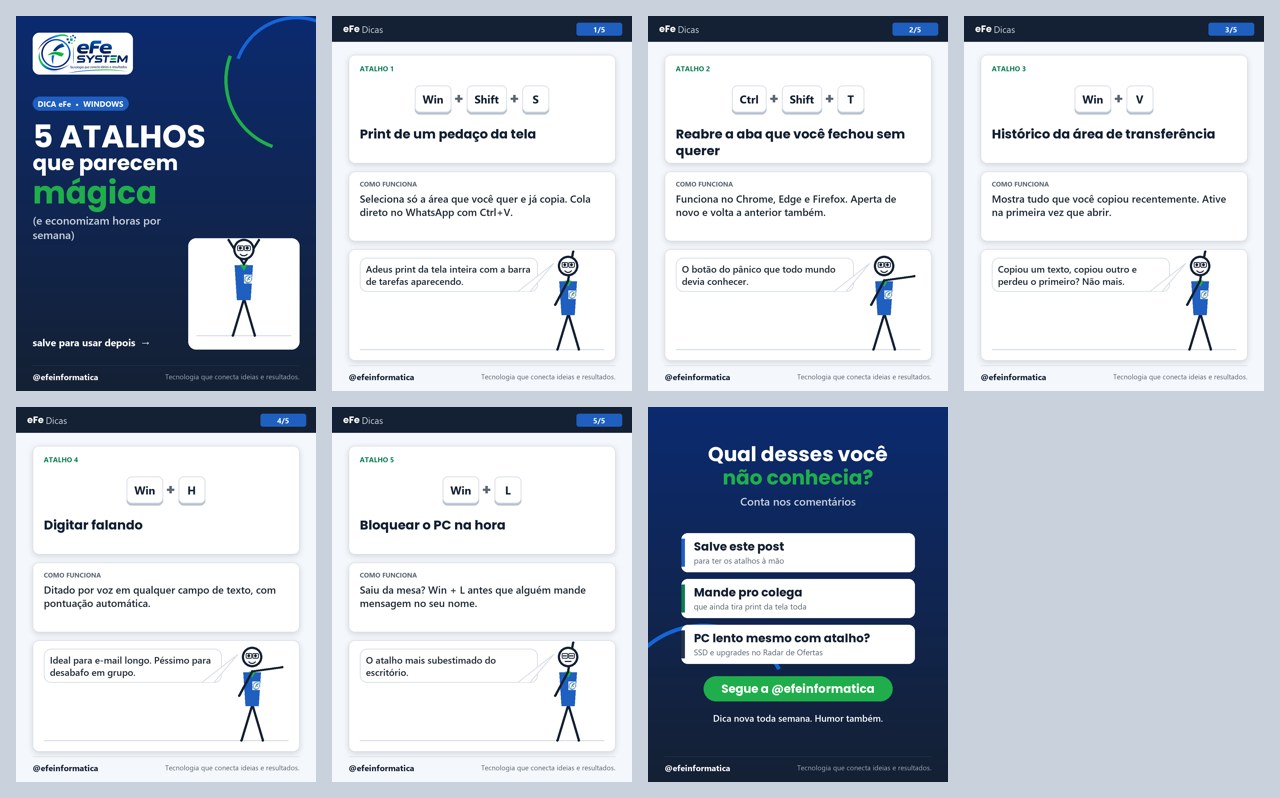 eFe
SYSTEM
Tecnologia que conecta ideias e resultados.
DICA eFe • WINDOWS
5 ATALHOS
que parecem
mágica
(e economizam horas por
semana)
salve para usar depois →
@efeinformatica
Tecnologia que conecta ideias e resultados.
eFe Dicas
1/5
ATALHO 1
Win + Shift + S
Print de um pedaço da tela
COMO FUNCIONA
Seleciona só a área que você quer e já copia. Cola
direto no WhatsApp com Ctrl+V.
Adeus print da tela inteira com a barra
de tarefas aparecendo.
@efeinformatica
Tecnologia que conecta ideias e resultados.
eFe Dicas
2/5
ATALHO 2
Ctrl + Shift + T
Reabre a aba que você fechou sem
querer
COMO FUNCIONA
Funciona no Chrome, Edge e Firefox. Aperta de
novo e volta a anterior também.
O botão do pânico que todo mundo
devia conhecer.
@efeinformatica
Tecnologia que conecta ideias e resultados.
eFe Dicas
3/5
ATALHO 3
Win + V
Histórico da área de transferência
COMO FUNCIONA
Mostra tudo que você copiou recentemente. Ative
na primeira vez que abrir.
Copiou um texto, copiou outro e
perdeu o primeiro? Não mais.
@efeinformatica
Tecnologia que conecta ideias e resultados.
eFe Dicas
4/5
ATALHO 4
Win + H
Digitar falando
COMO FUNCIONA
Ditado por voz em qualquer campo de texto, com
pontuação automática.
Ideal para e-mail longo. Péssimo para
desabafo em grupo.
@efeinformatica
Tecnologia que conecta ideias e resultados.
eFe Dicas
5/5
ATALHO 5
Win + L
Bloquear o PC na hora
COMO FUNCIONA
Saiu da mesa? Win + L antes que alguém mande
mensagem no seu nome.
O atalho mais subestimado do
escritório.
@efeinformatica
Tecnologia que conecta ideias e resultados.
Qual desses você
não conhecia?
Conta nos comentários
Salve este post
para ter os atalhos à mão
Mande pro colega
que ainda tira print da tela toda
PC lento mesmo com atalho?
SSD e upgrades no Radar de Ofertas
Segue a @efeinformatica
Dica nova toda semana. Humor também.
@efeinformatica
Tecnologia que conecta ideias e resultados.